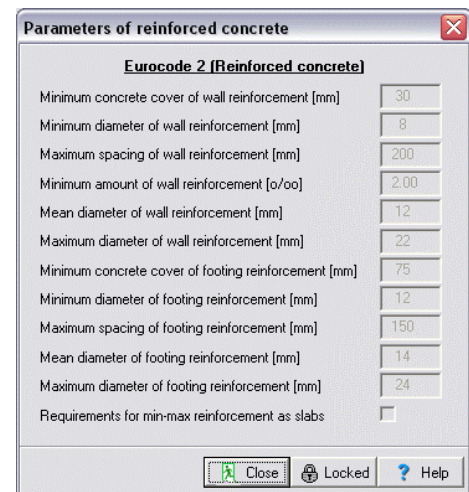 Parameters of reinforced concrete
Eurocode 2 (Reinforced concrete)
Minimum concrete cover of wall reinforcement [mm] 30
Minimum diameter of wall reinforcement [mm] 8
Maximum spacing of wall reinforcement [mm] 200
Minimum amount of wall reinforcement [o/oo] 2.00
Mean diameter of wall reinforcement [mm] 12
Maximum diameter of wall reinforcement [mm] 22
Minimum concrete cover of footing reinforcement [mm] 75
Minimum diameter of footing reinforcement [mm] 12
Maximum spacing of footing reinforcement [mm] 150
Mean diameter of footing reinforcement [mm] 14
Maximum diameter of footing reinforcement [mm] 24
Requirements for min-max reinforcement as slabs
Close Locked ? Help